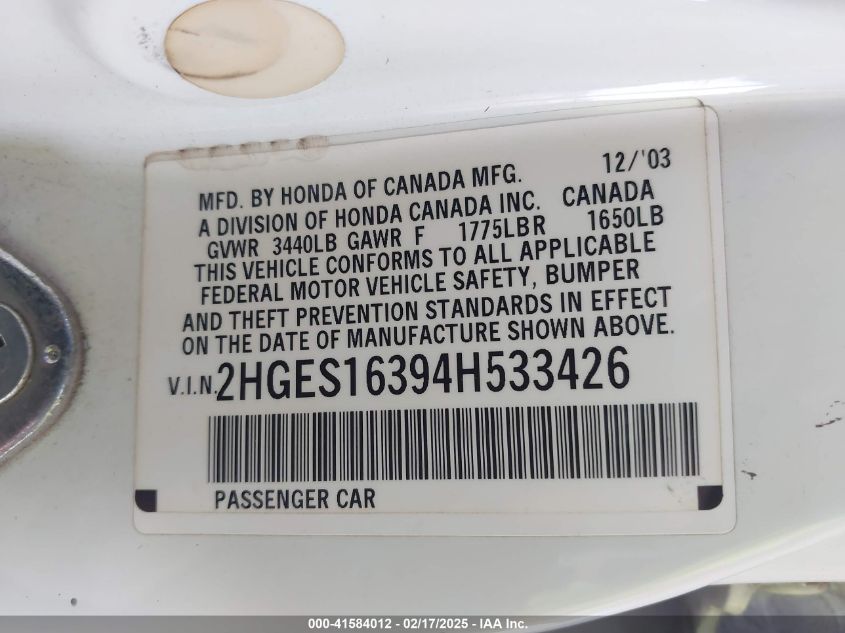 12/'03
MFD. BY HONDA OF CANADA MFG.
A DIVISION OF HONDA CANADA INC. CANADA
GVWR 3440LB GAWR F 1775LBR 1650LB
THIS VEHICLE CONFORMS TO ALL APPLICABLE
FEDERAL MOTOR VEHICLE SAFETY, BUMPER
AND THEFT PREVENTION STANDARDS IN EFFECT
ON THE DATE OF MANUFACTURE SHOWN ABOVE.
V.I.N. 2HGES16394H533426
PASSENGER CAR
000-41584012 - 02/17/2025 - IAA Inc.